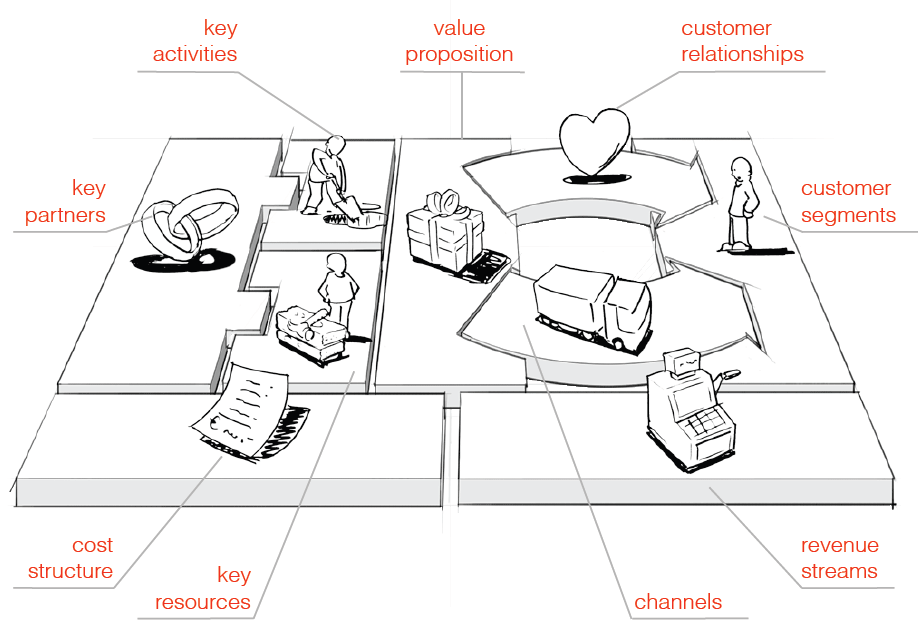 key
activities
value
proposition
customer
relationships
key
partners
customer
segments
cost
structure
key
resources
channels
revenue
streams